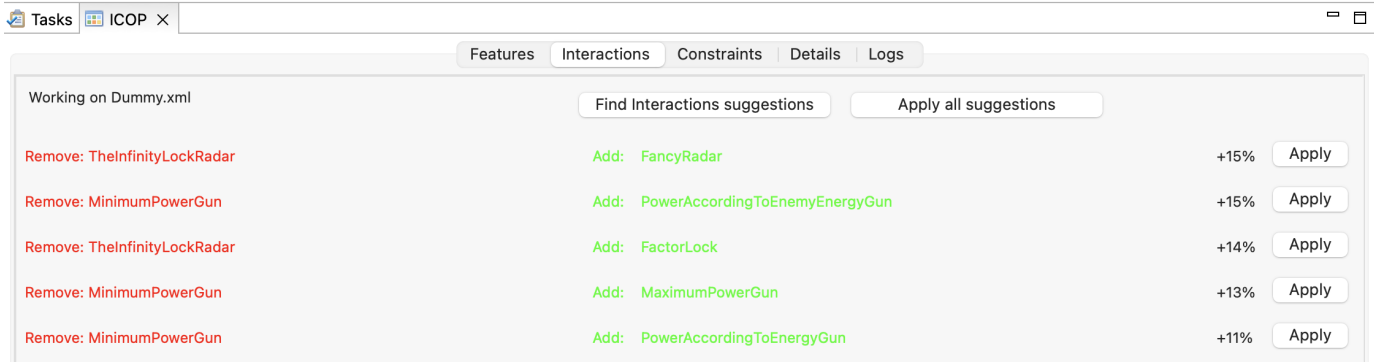 Tasks ICOP
Features Interactions Constraints Details Logs
Working on Dummy.xml Find Interactions suggestions Apply all suggestions
Remove: TheInfinityLockRadar Add: FancyRadar +15% Apply
Remove: MinimumPowerGun Add: PowerAccordingToEnemyEnergyGun +15% Apply
Remove: TheInfinityLockRadar Add: FactorLock +14% Apply
Remove: MinimumPowerGun Add: MaximumPowerGun +13% Apply
Remove: MinimumPowerGun Add: PowerAccordingToEnergyGun +11% Apply